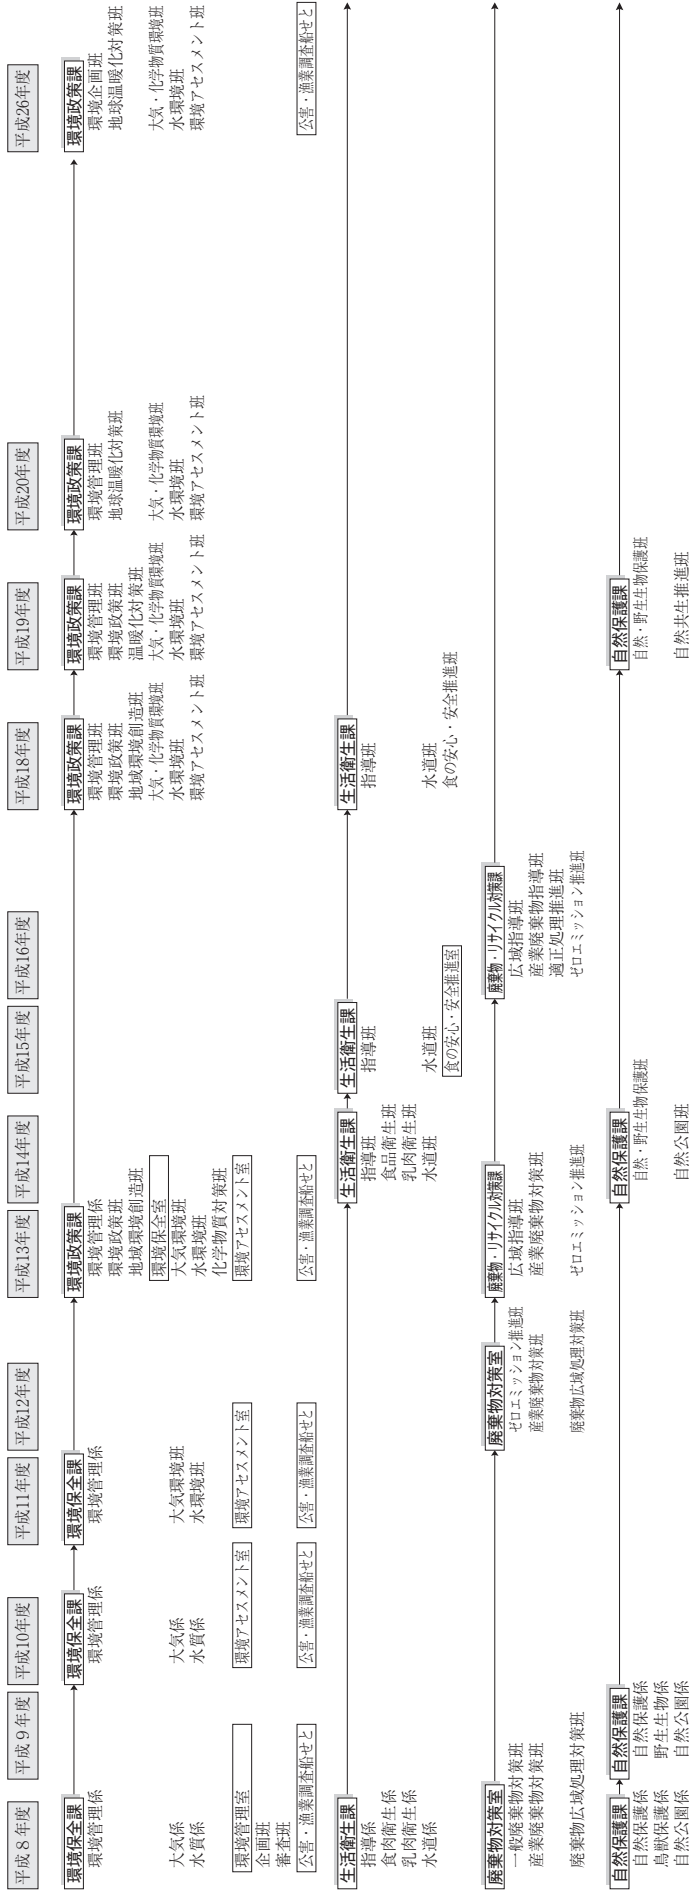 平成８年度
平成９年度
平成10年度
平成11年度
平成12年度
平成13年度
平成14年度
平成15年度
平成16年度
平成18年度
平成19年度
平成20年度
平成26年度
環境保全課
環境管理係
大気係
水質係
環境管理室
企画班
審査班
公害・漁業調査船せと
環境保全課
環境管理係
大気係
水質係
環境アセスメント室
公害・漁業調査船せと
環境保全課
環境管理係
大気環境班
水環境班
環境アセスメント室
公害・漁業調査船せと
環境政策課
環境管理係
環境政策班
地域環境創造班
環境保全室
大気環境班
水環境班
化学物質対策班
環境アセスメント室
公害・漁業調査船せと
環境政策課
環境管理班
環境政策班
地域環境創造班
大気・化学物質環境班
水環境班
環境アセスメント班
環境政策課
環境管理班
環境政策班
温暖化対策班
大気・化学物質環境班
水環境班
環境アセスメント班
環境政策課
環境管理班
地球温暖化対策班
大気・化学物質環境班
水環境班
環境アセスメント班
環境政策課
環境企画班
地球温暖化対策班
大気・化学物質環境班
水環境班
環境アセスメント班
公害・漁業調査船せと
生活衛生課
指導係
食肉衛生係
乳肉衛生係
水道係
生活衛生課
指導班
食品衛生班
乳肉衛生班
水道班
生活衛生課
指導班
水道班
食の安心・安全推進室
生活衛生課
指導班
水道班
食の安心・安全推進班
廃棄物対策室
一般廃棄物対策班
産業廃棄物対策班
廃棄物広域処理対策班
廃棄物対策室
ゼロエミッション推進班
産業廃棄物対策班
廃棄物広域処理対策班
廃棄物・リサイクル対策課
広域指導班
産業廃棄物対策班
ゼロエミッション推進班
廃棄物・リサイクル対策課
広域指導班
産業廃棄物指導班
適正処理推進班
ゼロエミッション推進班
自然保護課
自然保護係
鳥獣保護係
自然公園係
自然保護課
自然保護係
野生生物係
自然公園係
自然保護課
自然・野生生物保護班
自然公園班
自然保護課
自然・野生生物保護班
自然共生推進班